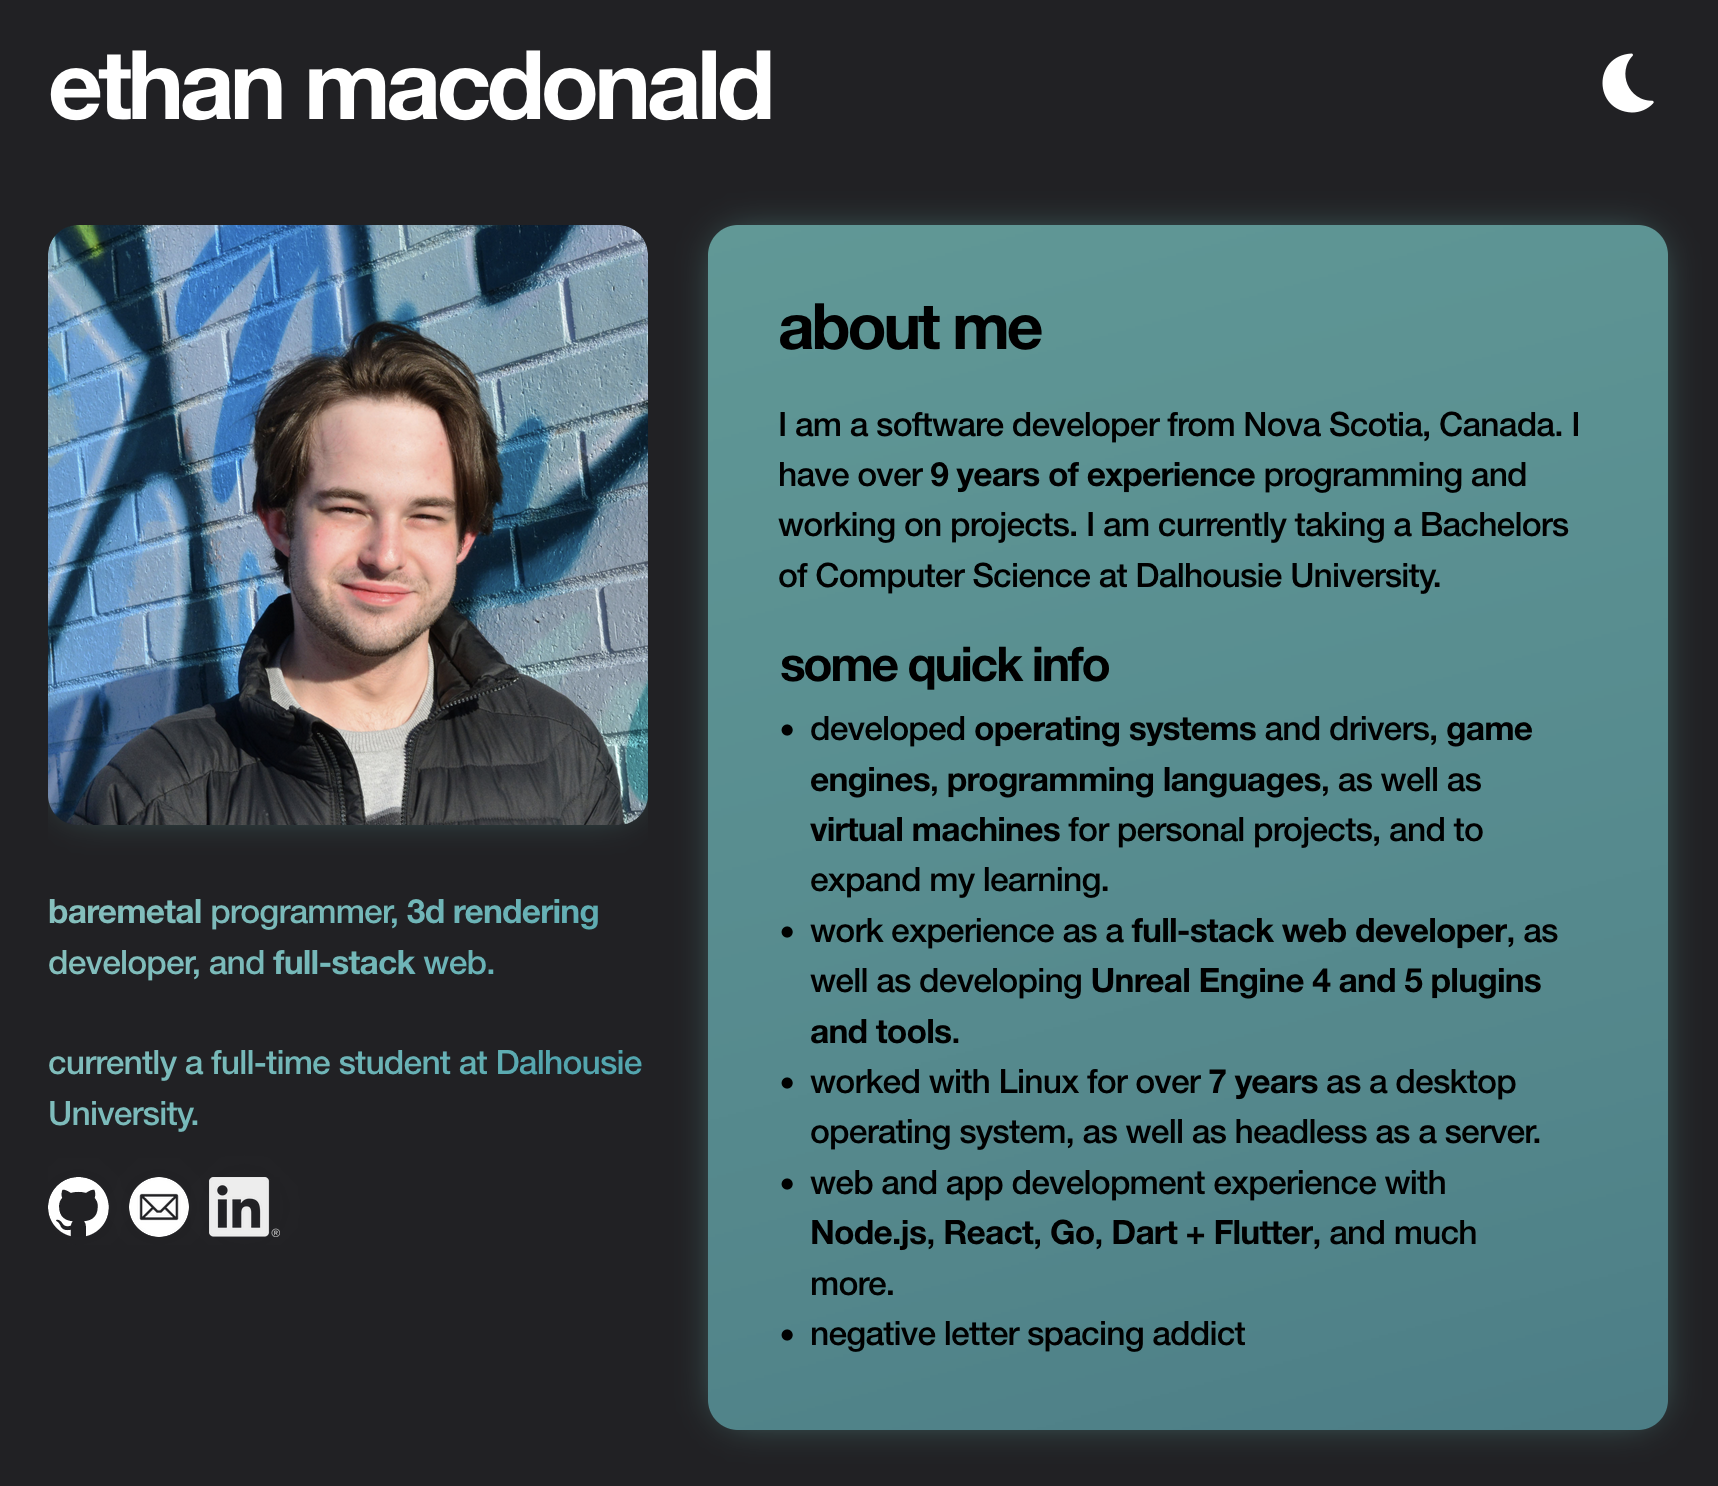 ethan macdonald
baremetal programmer, 3d rendering
developer, and full-stack web.
currently a full-time student at Dalhousie
University.
in®
about me
I am a software developer from Nova Scotia, Canada. I
have over 9 years of experience programming and
working on projects. I am currently taking a Bachelors
of Computer Science at Dalhousie University.
some quick info
• developed operating systems and drivers, game
engines, programming languages, as well as
virtual machines for personal projects, and to
expand my learning.
• work experience as a full-stack web developer, as
well as developing Unreal Engine 4 and 5 plugins
and tools.
• worked with Linux for over 7 years as a desktop
operating system, as well as headless as a server.
• web and app development experience with
Node.js, React, Go, Dart + Flutter, and much
more.
• negative letter spacing addict